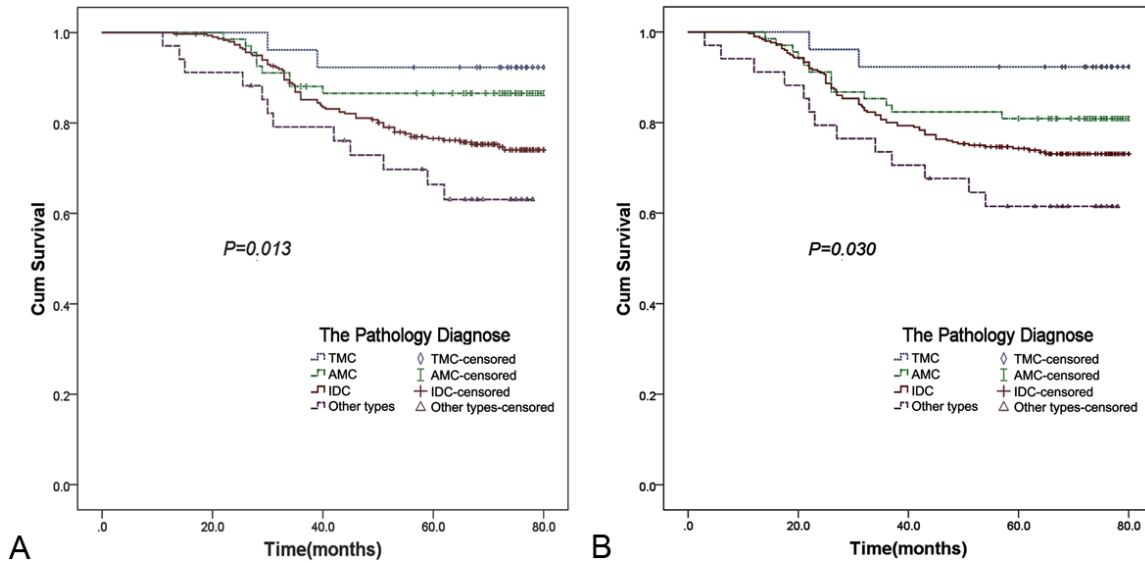 1.0
0.8
0.6
0.4
0.2
0.0
Cum Survival
P=0.013
The Pathology Diagnose
TMC TMC-censored
AMC AMC-censored
IDC IDC-censored
Other types Other types-censored
.0 20.0 40.0 60.0 80.0
Time(months)
A
1.0
0.8
0.6
0.4
0.2
0.0
Cum Survival
P=0.030
The Pathology Diagnose
TMC TMC-censored
AMC AMC-censored
IDC IDC-censored
Other types Other types-censored
.0 20.0 40.0 60.0 80.0
Time(months)
B